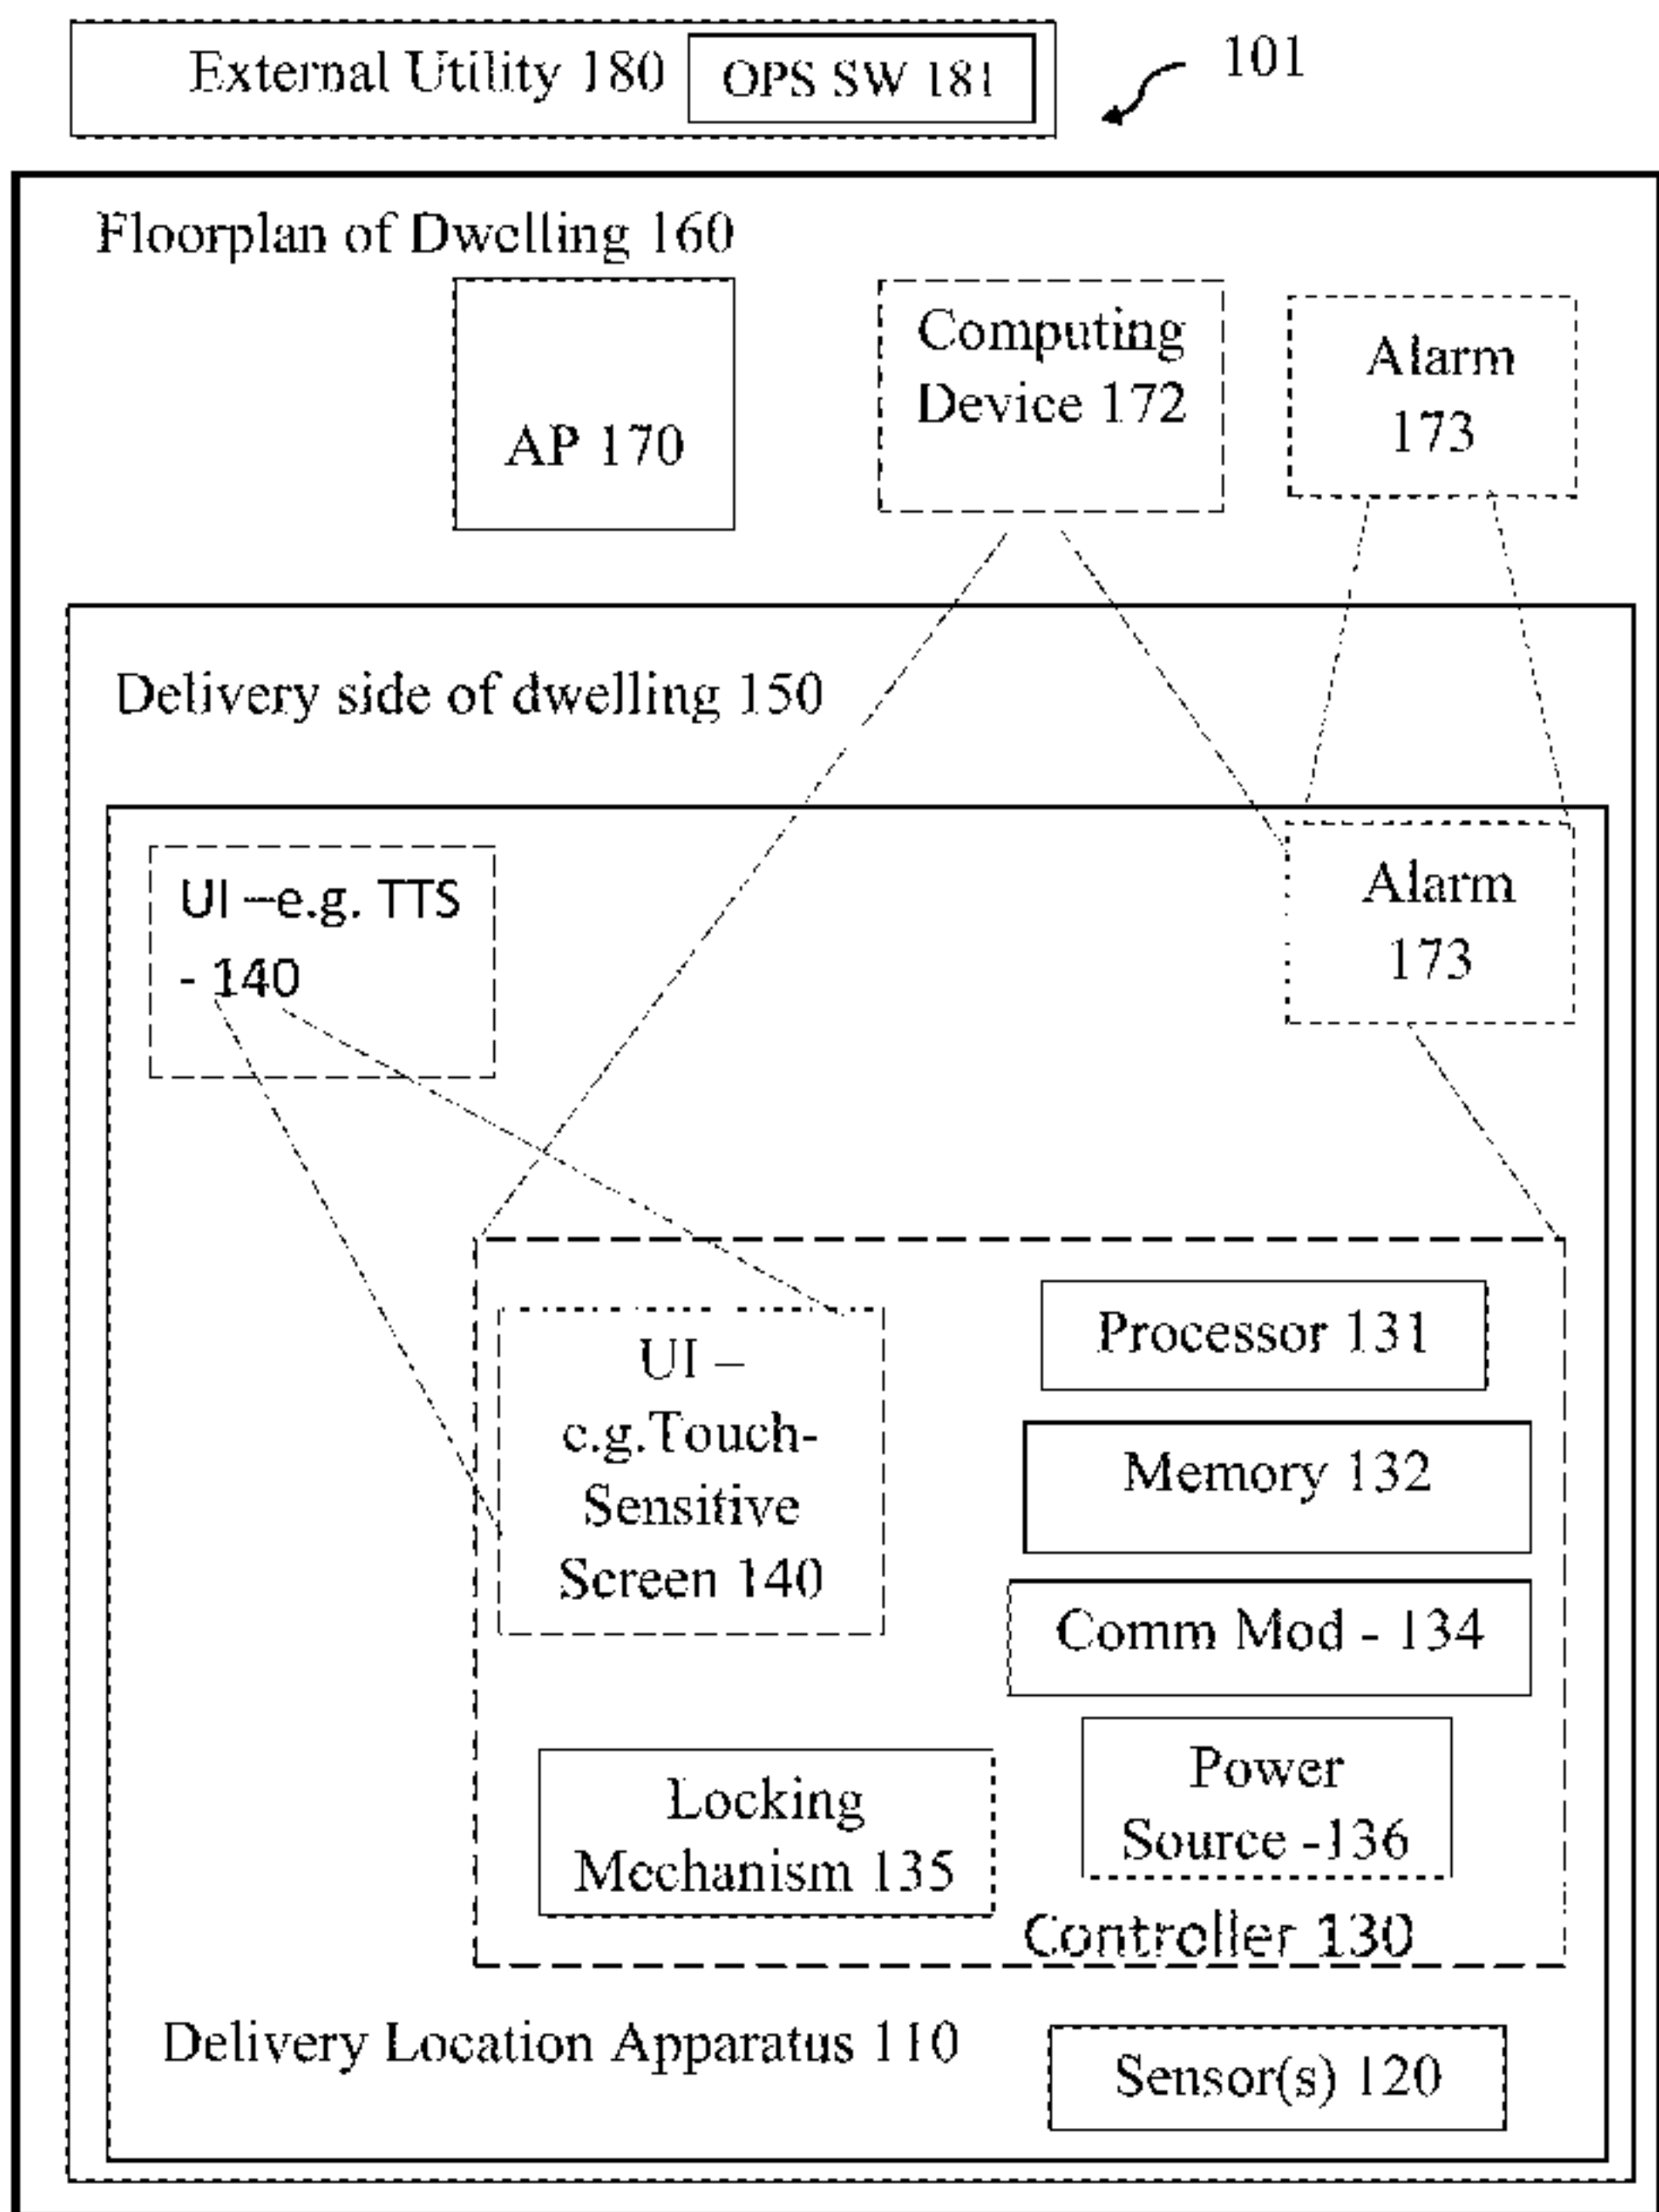 External Utility 180
OPS SW 181
101
Floorplan of Dwelling 160
AP 170
Computing
Device 172
Alarm
173
Delivery side of dwelling 150
UI –e.g. TTS
- 140
Alarm
173
UI –
e.g.Touch-
Sensitive
Screen 140
Processor 131
Memory 132
Comm Mod - 134
Locking
Mechanism 135
Power
Source -136
Controller 130
Delivery Location Apparatus 110
Sensor(s) 120